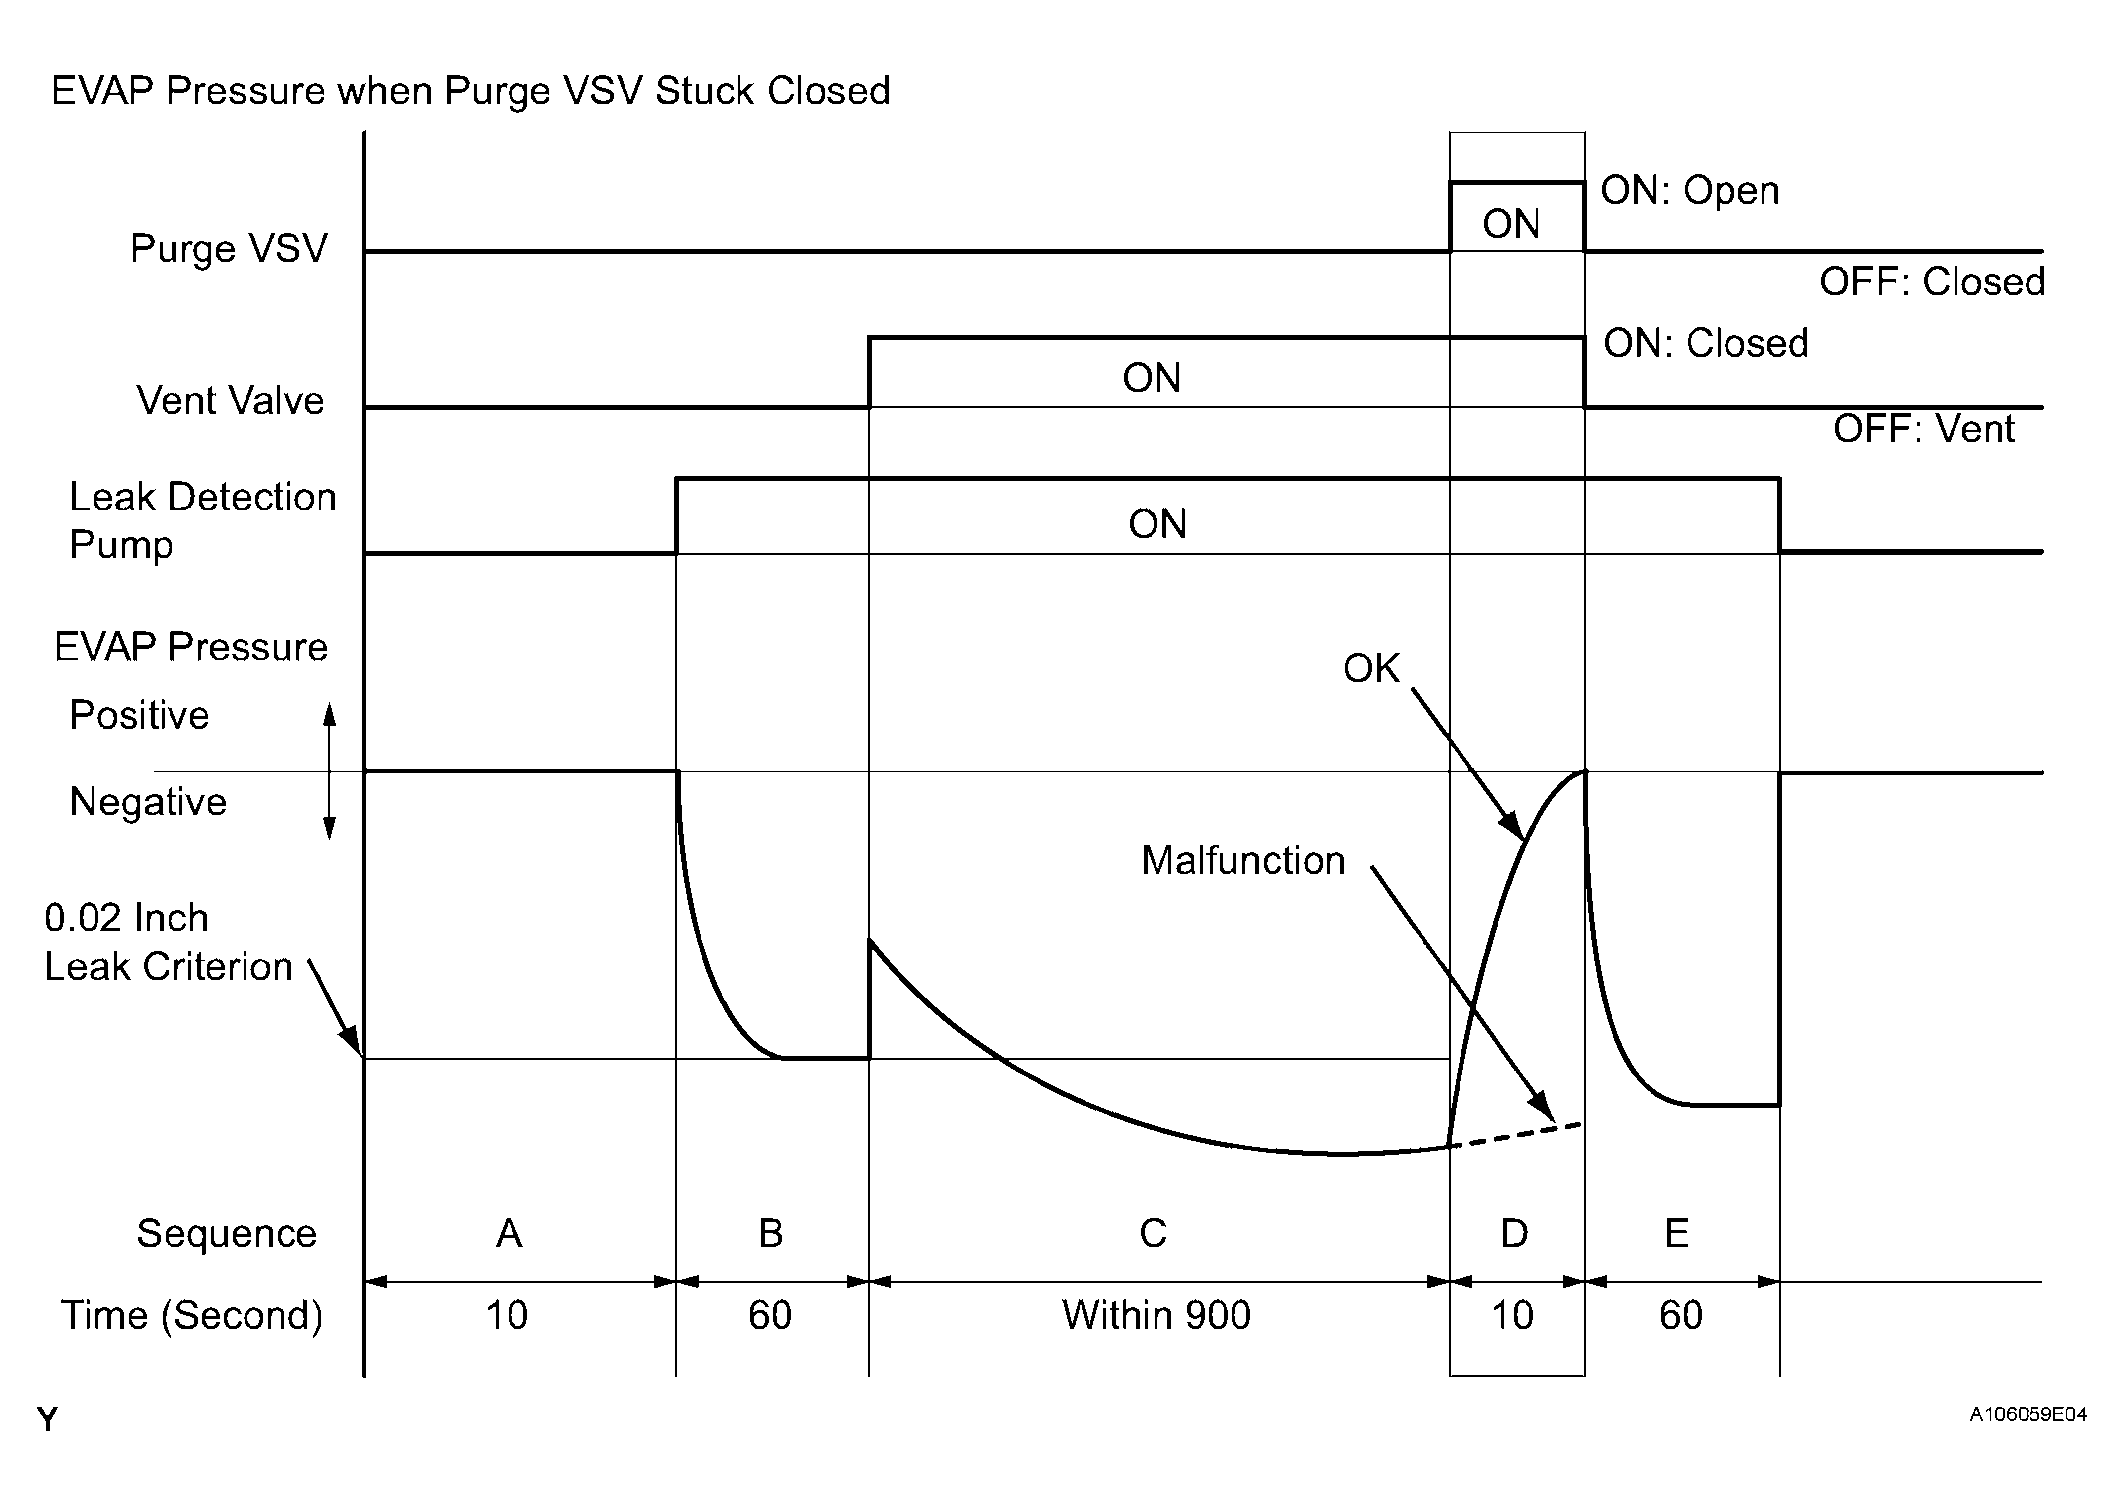 EVAP Pressure when Purge VSV Stuck Closed
ON: Open
ON
Purge VSV
OFF: Closed
ON: Closed
ON
Vent Valve
OFF: Vent
Leak Detection
Pump
ON
EVAP Pressure
OK
Positive
Negative
Malfunction
0.02 Inch
Leak Criterion
Sequence A B C D E
Time (Second) 10 60 Within 900 10 60
Y
A106059E04